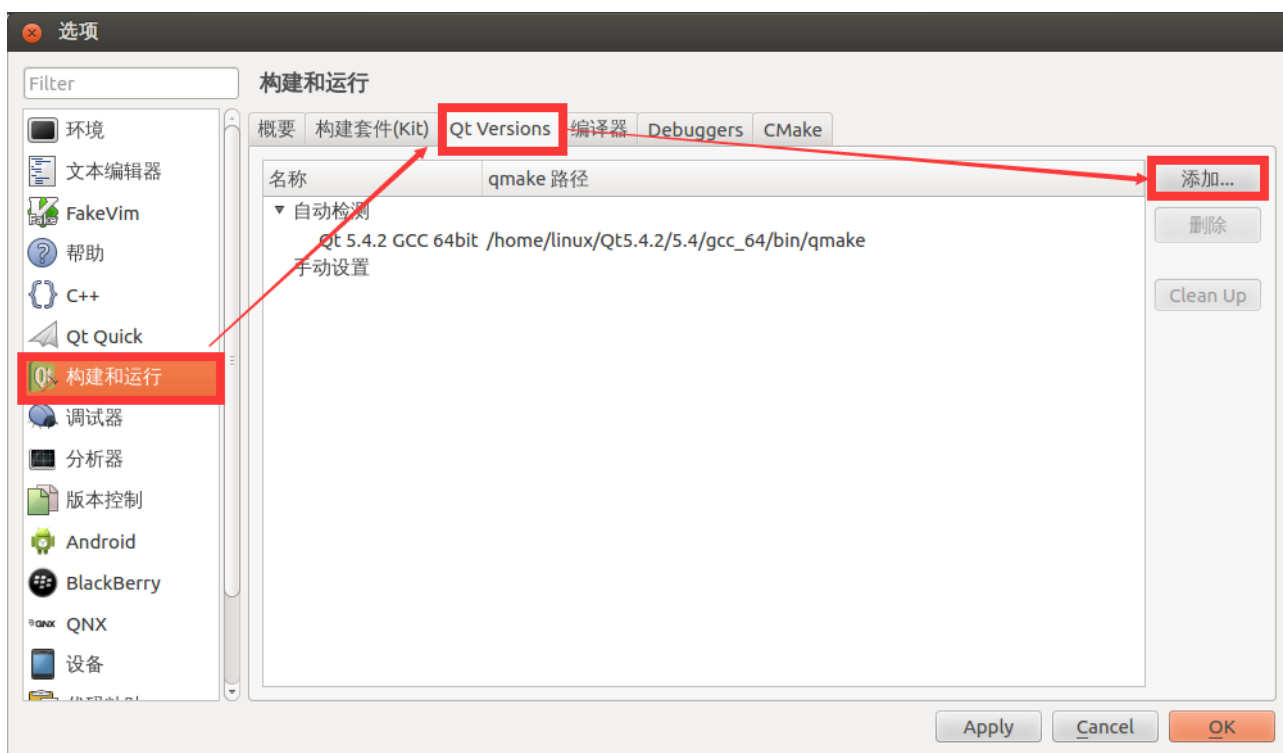 选项
Filter
构建和运行
环境
文本编辑器
FakeVim
帮助
C++
Qt Quick
构建和运行
调试器
分析器
版本控制
Android
BlackBerry
QNX
设备
概要 构建套件(Kit) Qt Versions 编译器 Debuggers CMake
名称 qmake 路径
自动检测
Qt 5.4.2 GCC 64bit /home/linux/Qt5.4.2/5.4/gcc_64/bin/qmake
手动设置
添加...
删除
Clean Up
Apply Cancel OK